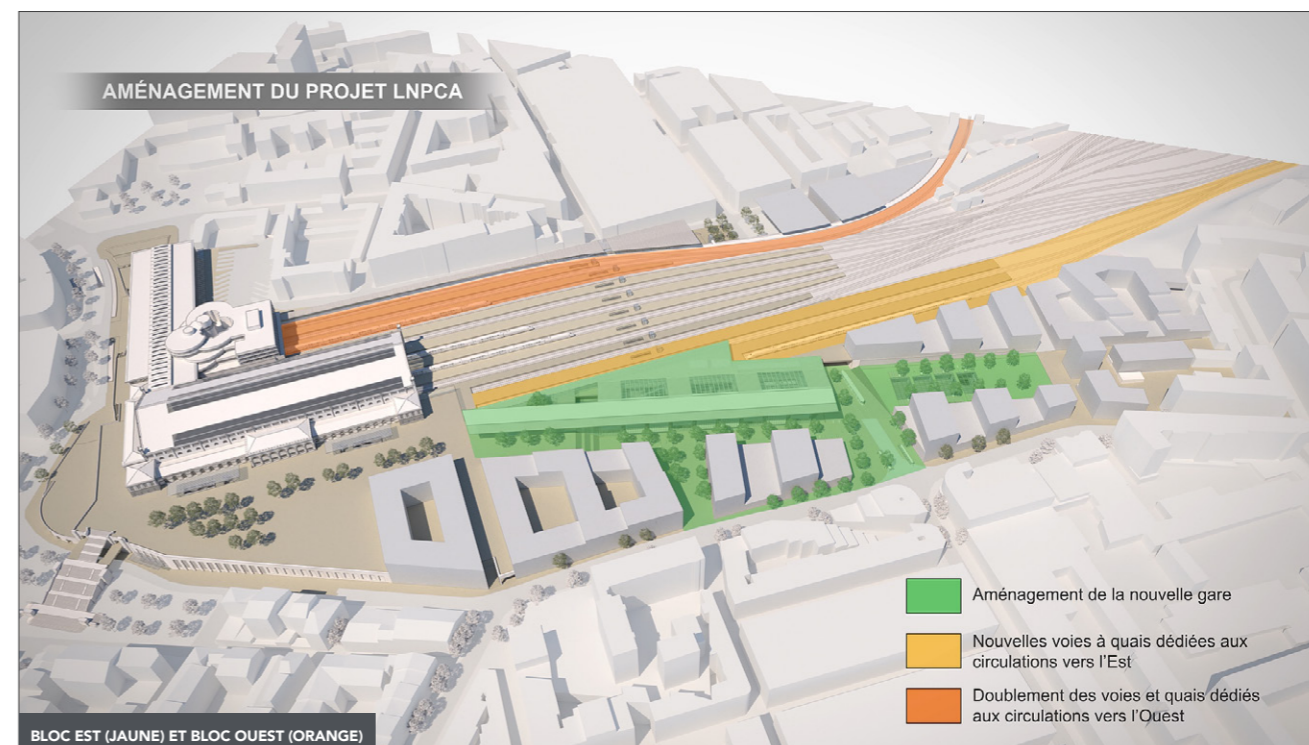 AMÉNAGEMENT DU PROJET LNPCA
Aménagement de la nouvelle gare
Nouvelles voies à quais dédiées aux
circulations vers l'Est
Doublement des voies et quais dédiés
aux circulations vers l'Ouest
BLOC EST (JAUNE) ET BLOC OUEST (ORANGE)